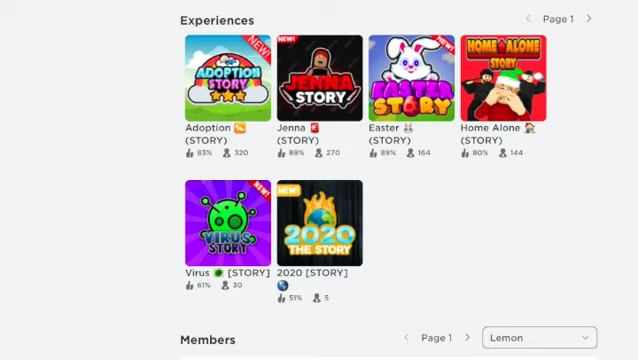 Experiences
Page 1
NEW!
ADOPTION
STORY
Adoption
(STORY)
83% 320
NEW!
JENNA
STORY
Jenna
(STORY)
89% 270
NEW!
EASTER
STORY
Easter
(STORY)
89% 164
HOME ALONE
STORY
Home Alone
(STORY)
80% 144
NEW!
VIRUS
STORY
Virus [STORY]
61% 30
NEW!
2020
THE STORY
2020 [STORY]
51% 5
Members
Page 1
Lemon